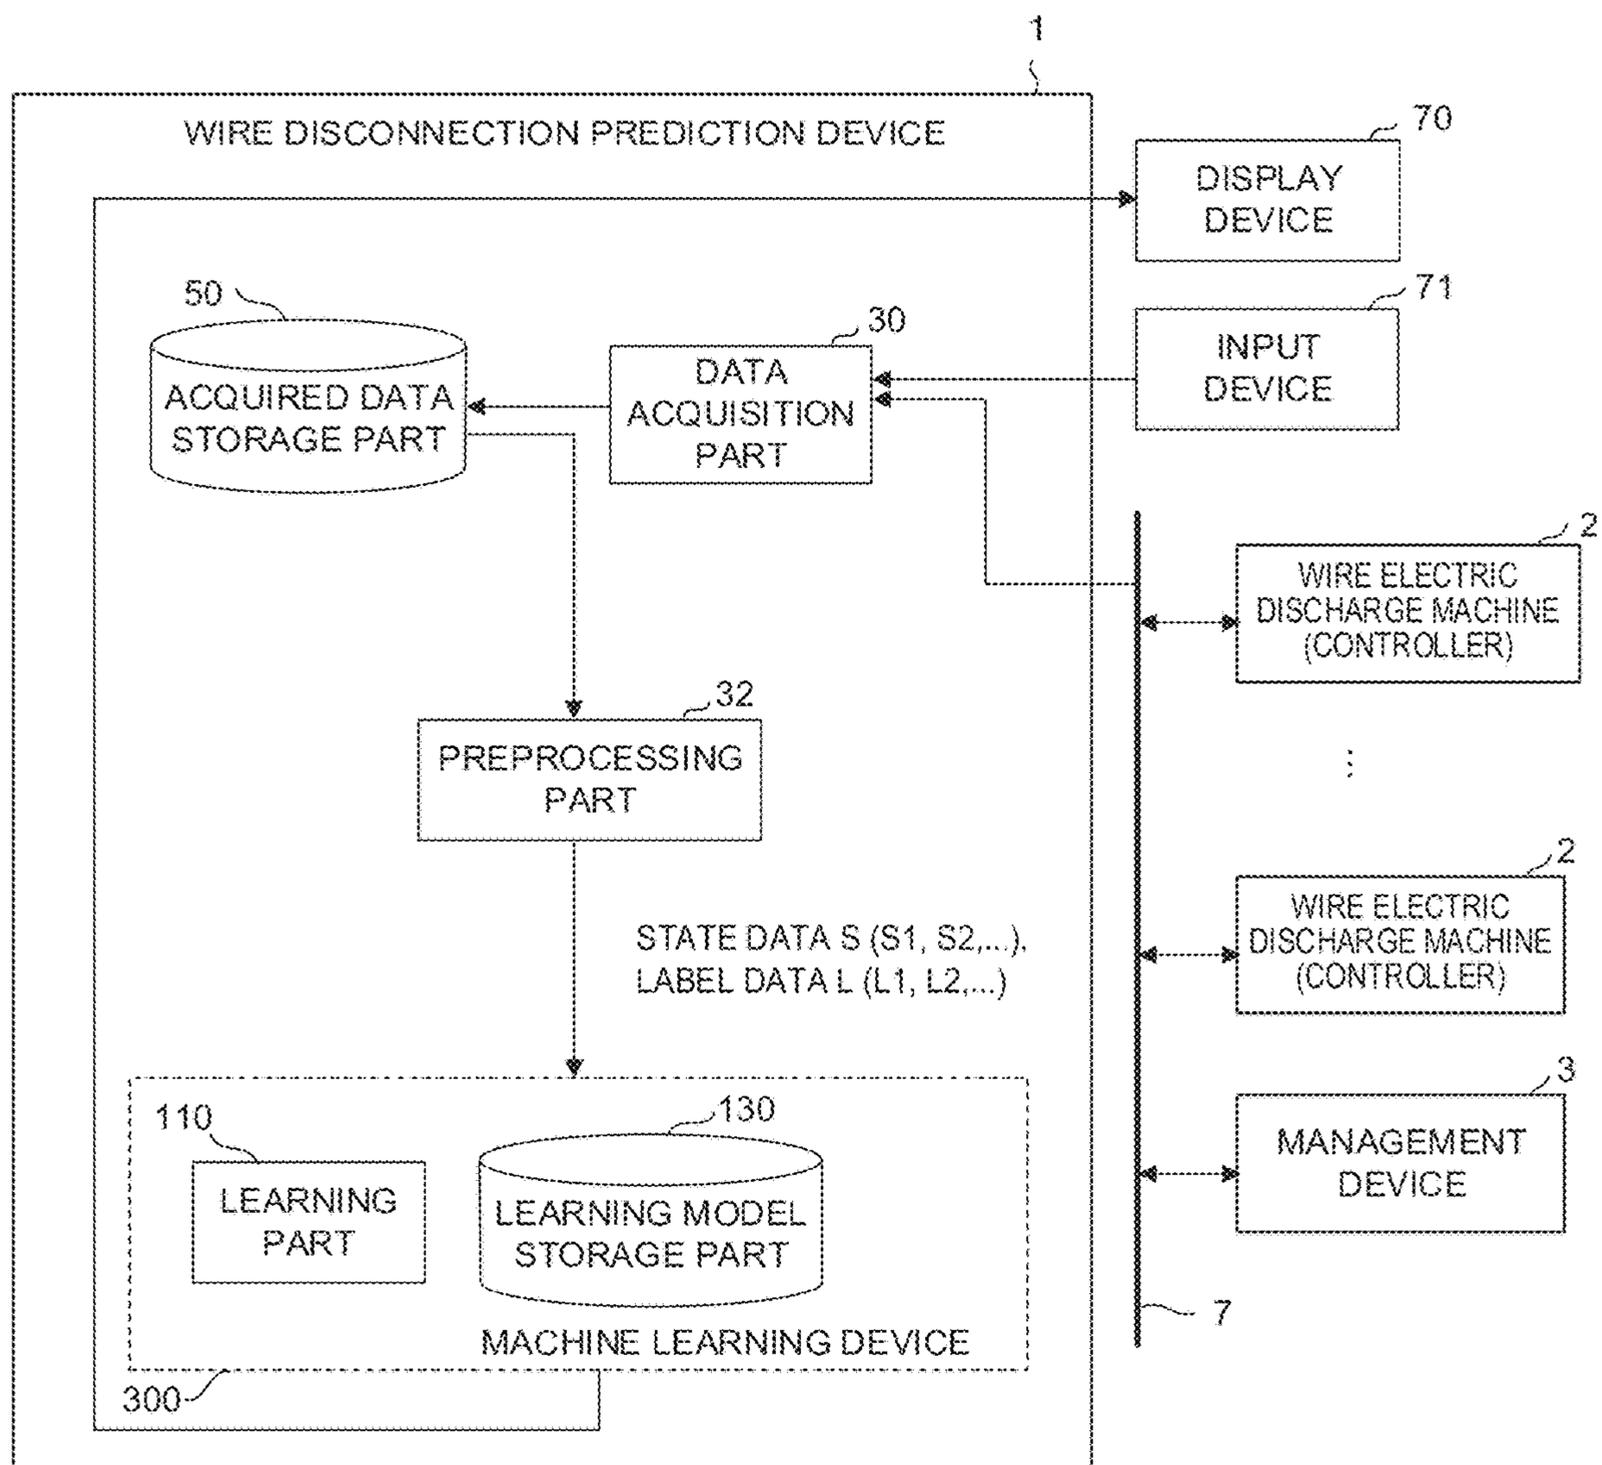 1
WIRE DISCONNECTION PREDICTION DEVICE
70
DISPLAY
DEVICE
50
ACQUIRED DATA
STORAGE PART
30
DATA
ACQUISITION
PART
71
INPUT
DEVICE
2
WIRE ELECTRIC
DISCHARGE MACHINE
(CONTROLLER)
⋮
32
PREPROCESSING
PART
2
WIRE ELECTRIC
DISCHARGE MACHINE
(CONTROLLER)
STATE DATA S (S1, S2,...),
LABEL DATA L (L1, L2,...)
3
MANAGEMENT
DEVICE
110
LEARNING
PART
130
LEARNING MODEL
STORAGE PART
7
MACHINE LEARNING DEVICE
300